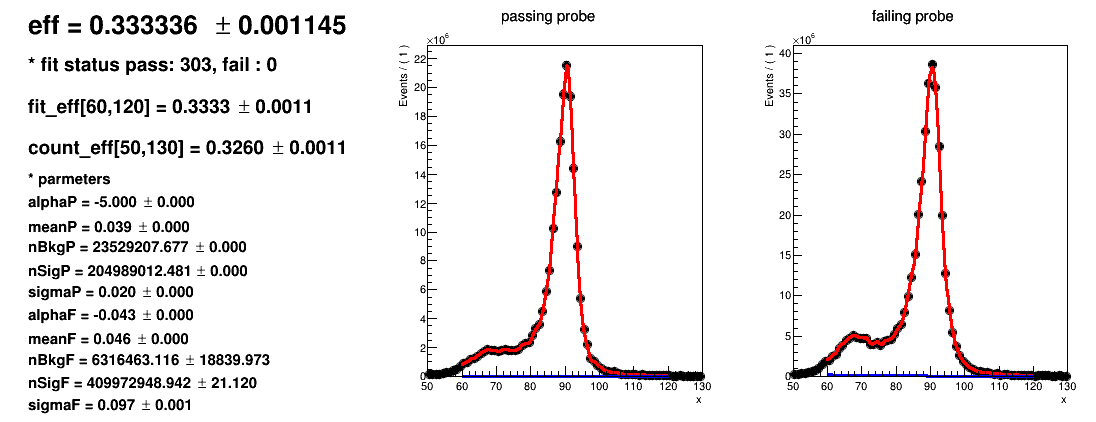 eff = 0.333336 ± 0.001145
* fit status pass: 303, fail : 0
fit_eff[60,120] = 0.3333 ± 0.0011
count_eff[50,130] = 0.3260 ± 0.0011
* parmeters
alphaP = -5.000 ± 0.000
meanP = 0.039 ± 0.000
nBkgP = 23529207.677 ± 0.000
nSigP = 204989012.481 ± 0.000
sigmaP = 0.020 ± 0.000
alphaF = -0.043 ± 0.000
meanF = 0.046 ± 0.000
nBkgF = 6316463.116 ± 18839.973
nSigF = 409972948.942 ± 21.120
sigmaF = 0.097 ± 0.001
passing probe
×10⁶
Events / ( 1 )
22
20
18
16
14
12
10
8
6
4
2
0
50 60 70 80 90 100 110 120 130
x
failing probe
×10⁶
Events / ( 1 )
40
35
30
25
20
15
10
5
0
50 60 70 80 90 100 110 120 130
x